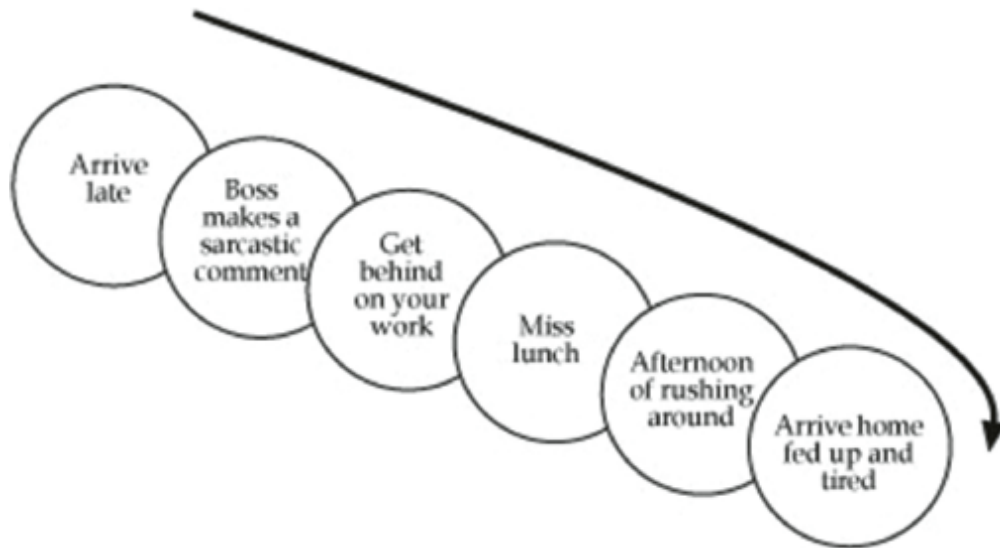 Arrive
late
Boss
makes a
sarcastic
comment
Get
behind
on your
work
Miss
lunch
Afternoon
of rushing
around
Arrive home
fed up and
tired